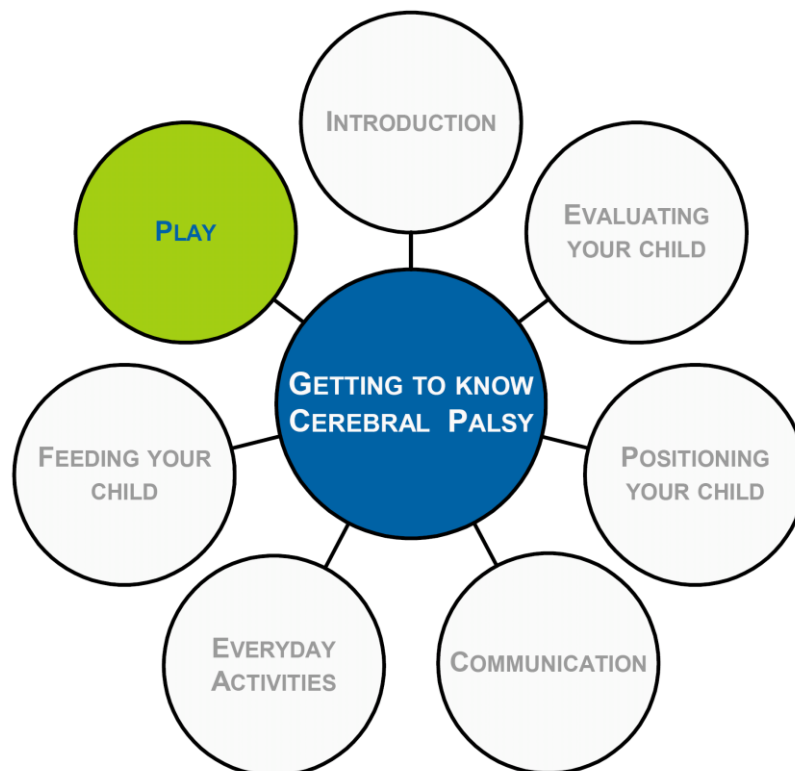 INTRODUCTION
EVALUATING
YOUR CHILD
POSITIONING
YOUR CHILD
COMMUNICATION
EVERYDAY
ACTIVITIES
FEEDING YOUR
CHILD
PLAY
GETTING TO KNOW
CEREBRAL PALSY